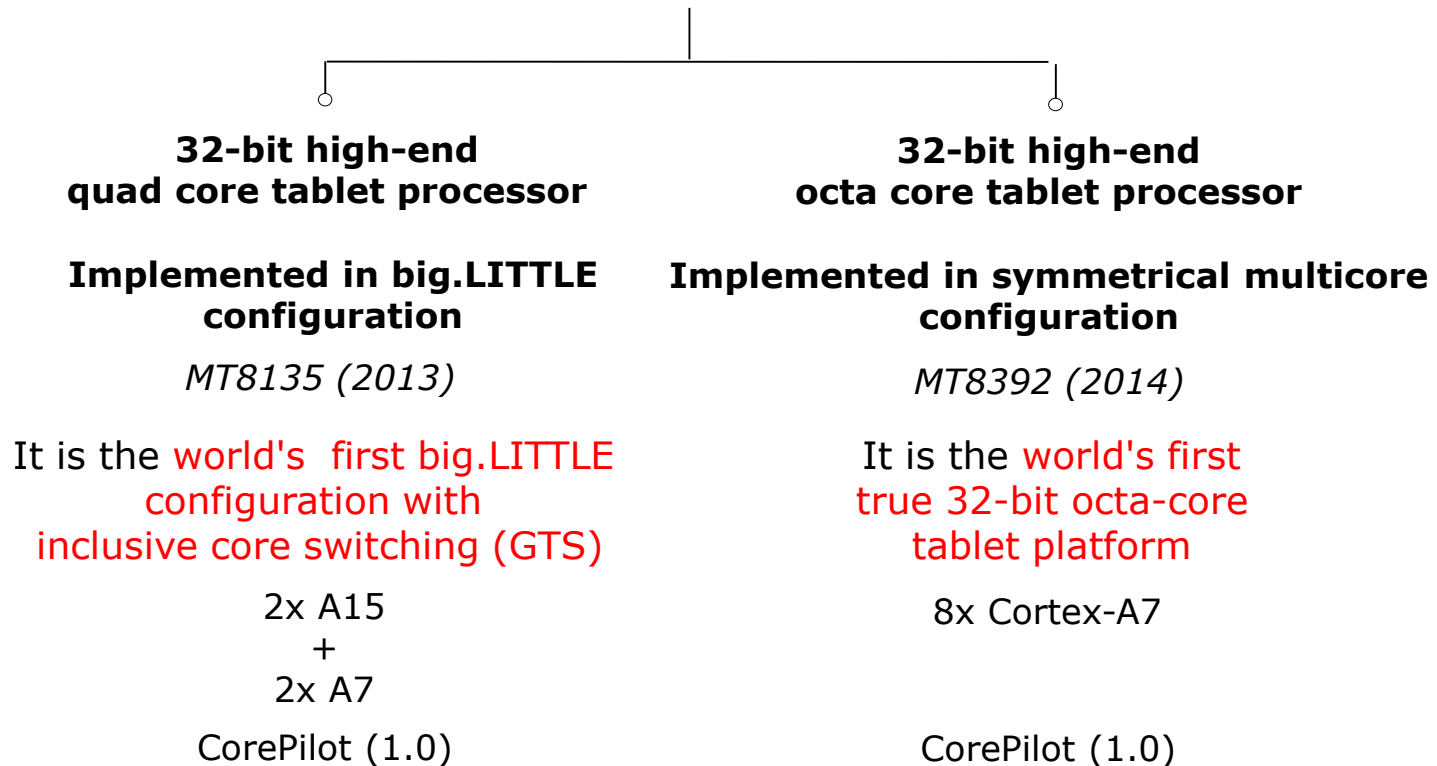 32-bit high-end
quad core tablet processor
Implemented in big.LITTLE
configuration
MT8135 (2013)
It is the world's  first big.LITTLE
configuration with
inclusive core switching (GTS)
2x A15
+
2x A7
CorePilot (1.0)
32-bit high-end
octa core tablet processor
Implemented in symmetrical multicore
configuration
MT8392 (2014)
It is the world's first
true 32-bit octa-core
tablet platform
8x Cortex-A7
CorePilot (1.0)